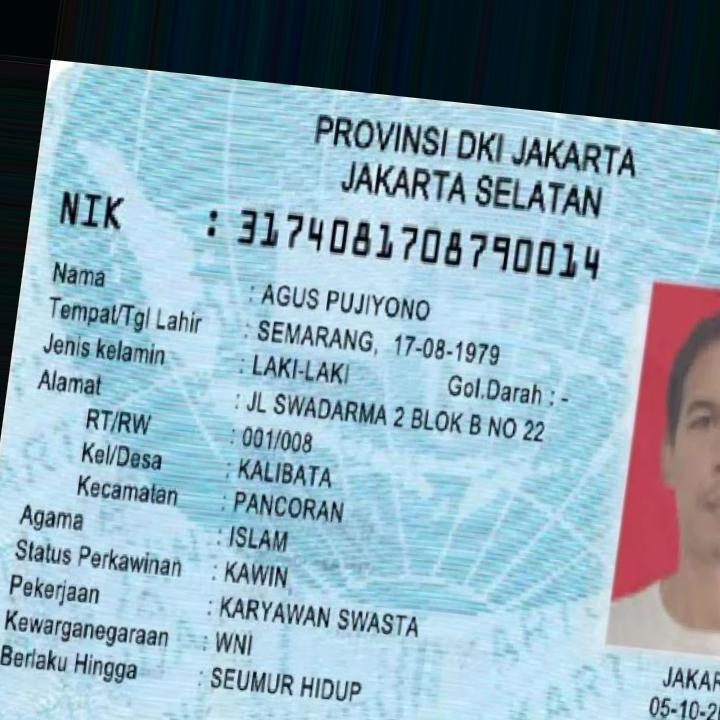 PROVINSI DKI JAKARTA
JAKARTA SELATAN
NIK : 3174081708790014
Nama : AGUS PUJIYONO
Tempat/Tgl Lahir : SEMARANG, 17-08-1979
Jenis kelamin : LAKI-LAKI Gol.Darah : -
Alamat : JL SWADARMA 2 BLOK B NO 22
RT/RW : 001/008
Kel/Desa : KALIBATA
Kecamatan : PANCORAN
Agama : ISLAM
Status Perkawinan : KAWIN
Pekerjaan : KARYAWAN SWASTA
Kewarganegaraan : WNI
Berlaku Hingga : SEUMUR HIDUP
JAKAR
05-10-2